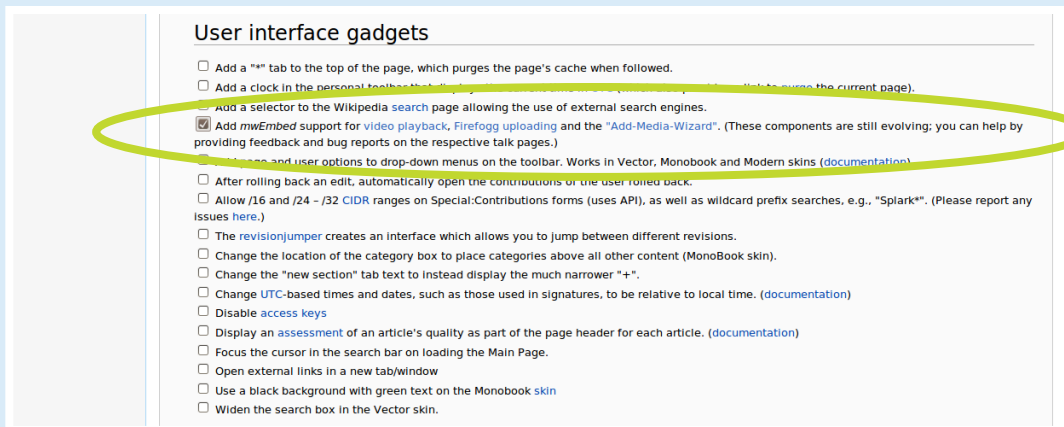 User interface gadgets
Add a "*" tab to the top of the page, which purges the page's cache when followed.
Add a clock in the personal toolbar that purge the current page).
Add a selector to the Wikipedia search page allowing the use of external search engines.
Add mwEmbed support for video playback, Firefogg uploading and the "Add-Media-Wizard". (These components are still evolving; you can help by
providing feedback and bug reports on the respective talk pages.)
page and user options to drop-down menus on the toolbar. Works in Vector, Monobook and Modern skins (documentation)
After rolling back an edit, automatically open the contributions of the user rolled back.
Allow /16 and /24 – /32 CIDR ranges on Special:Contributions forms (uses API), as well as wildcard prefix searches, e.g., "Splark*". (Please report any
issues here.)
The revisionjumper creates an interface which allows you to jump between different revisions.
Change the location of the category box to place categories above all other content (MonoBook skin).
Change the "new section" tab text to instead display the much narrower "+".
Change UTC-based times and dates, such as those used in signatures, to be relative to local time. (documentation)
Disable access keys
Display an assessment of an article's quality as part of the page header for each article. (documentation)
Focus the cursor in the search bar on loading the Main Page.
Open external links in a new tab/window
Use a black background with green text on the Monobook skin
Widen the search box in the Vector skin.